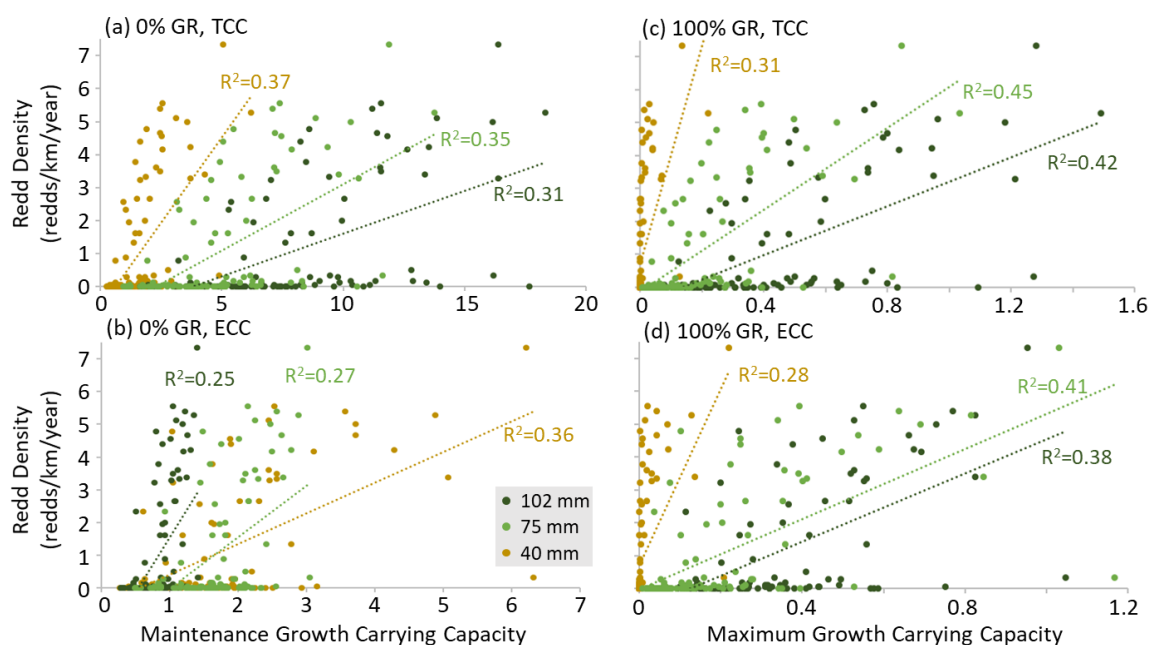 (a) 0% GR, TCC
7
6
5
4
3
2
1
0
Redd Density
(redds/km/year)
R²=0.37
R²=0.35
R²=0.31
0 5 10 15 20
(c) 100% GR, TCC
R²=0.31
R²=0.45
R²=0.42
0.0 0.4 0.8 1.2 1.6
(b) 0% GR, ECC
7
6
5
4
3
2
1
0
Redd Density
(redds/km/year)
R²=0.25
R²=0.27
R²=0.36
102 mm
75 mm
40 mm
0 1 2 3 4 5 6 7
Maintenance Growth Carrying Capacity
(d) 100% GR, ECC
R²=0.28
R²=0.41
R²=0.38
0 0.4 0.8 1.2
Maximum Growth Carrying Capacity